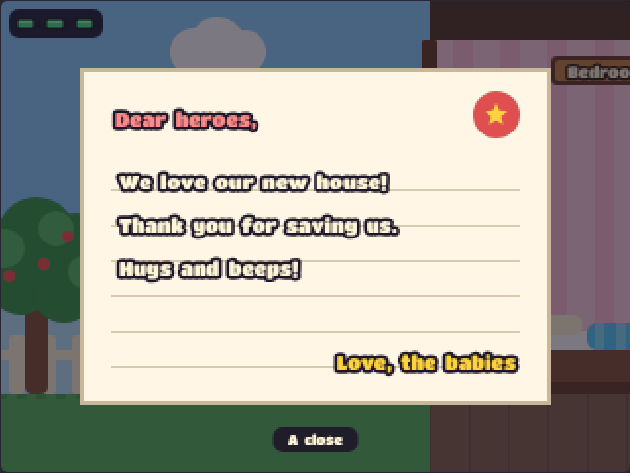 Bedroo
Dear heroes,
We love our new house!
Thank you for saving us.
Hugs and beeps!
Love, the babies
A close